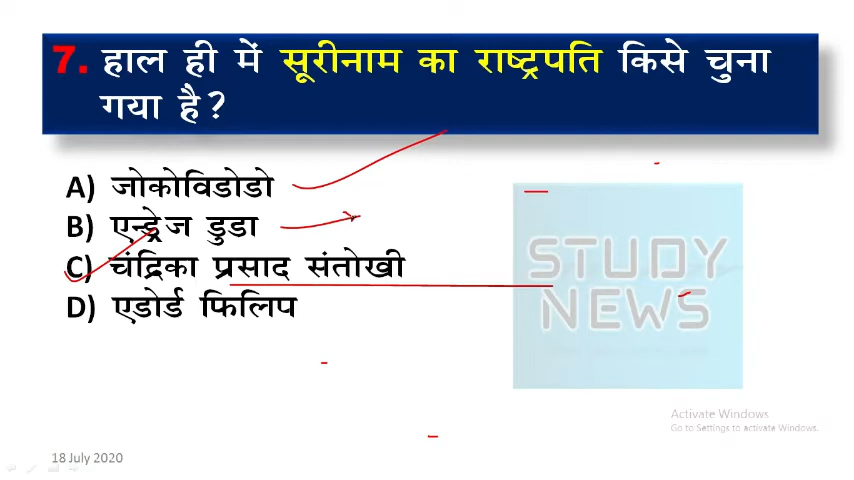 7. हाल ही में सूरीनाम का राष्ट्रपति किसे चुना
गया है?
A) जोकोविडोडो
B) एन्ड्रेज डुडा
C) चंद्रिका प्रसाद संतोखी
D) एडोर्ड फिलिप
STUDY
NEWS
Activate Windows
Go to Settings to activate Windows.
18 July 2020